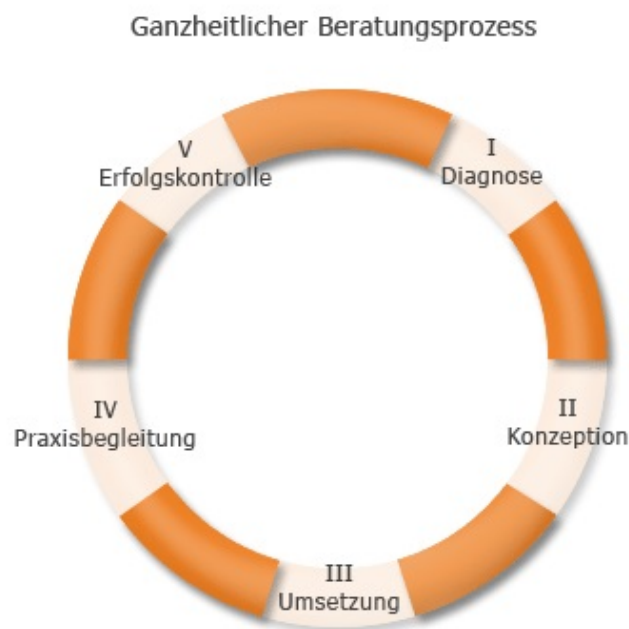 Ganzheitlicher Beratungsprozess
I
Diagnose
II
Konzeption
III
Umsetzung
IV
Praxisbegleitung
V
Erfolgskontrolle